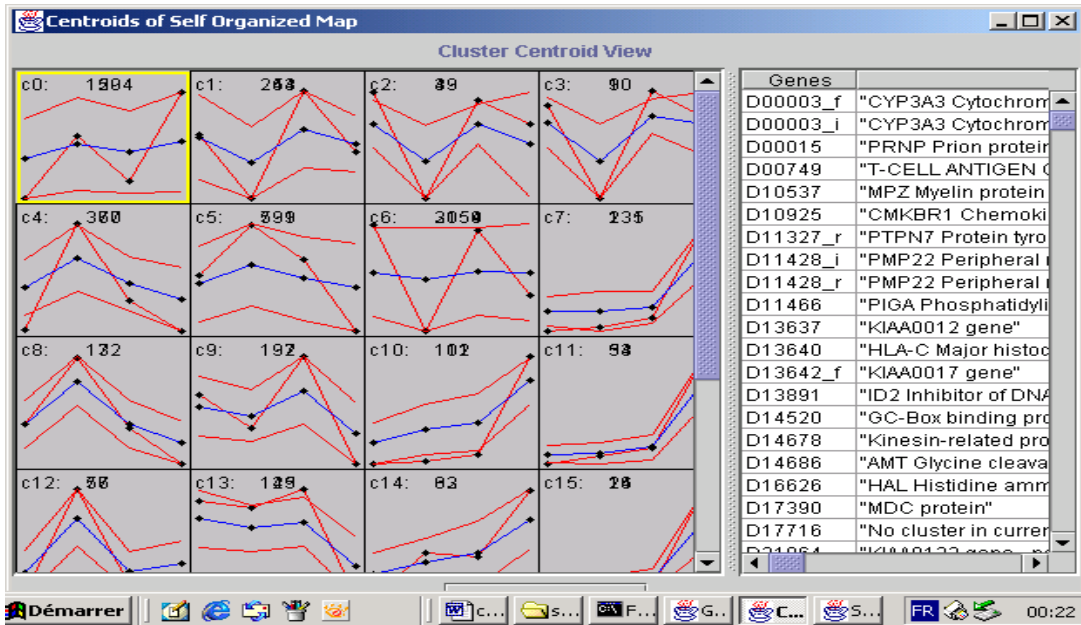 Centroids of Self Organized Map
Cluster Centroid View
c0:
c1:
c2:
c3:
c4:
c5:
c6:
c7:
c8:
c9:
c10:
c11:
c12:
c13:
c14:
c15:
Genes
D00003_f "CYP3A3 Cytochrom
D00003_i "CYP3A3 Cytochrom
D00015 "PRNP Prion protein
D00749 "T-CELL ANTIGEN
D10537 "MPZ Myelin protein
D10925 "CMKBR1 Chemoki
D11327_r "PTPN7 Protein tyro
D11428_i "PMP22 Peripheral
D11428_r "PMP22 Peripheral
D11466 "PIGA Phosphatidyli
D13637 "KIAA0012 gene"
D13640 "HLA-C Major histoc
D13642_f "KIAA0017 gene"
D13891 "ID2 Inhibitor of DNA
D14520 "GC-Box binding pro
D14678 "Kinesin-related pro
D14686 "AMT Glycine cleava
D16626 "HAL Histidine amm
D17390 "MDC protein"
D17716 "No cluster in curren
Démarrer c... s... F... G.. C... S... FR 00:22